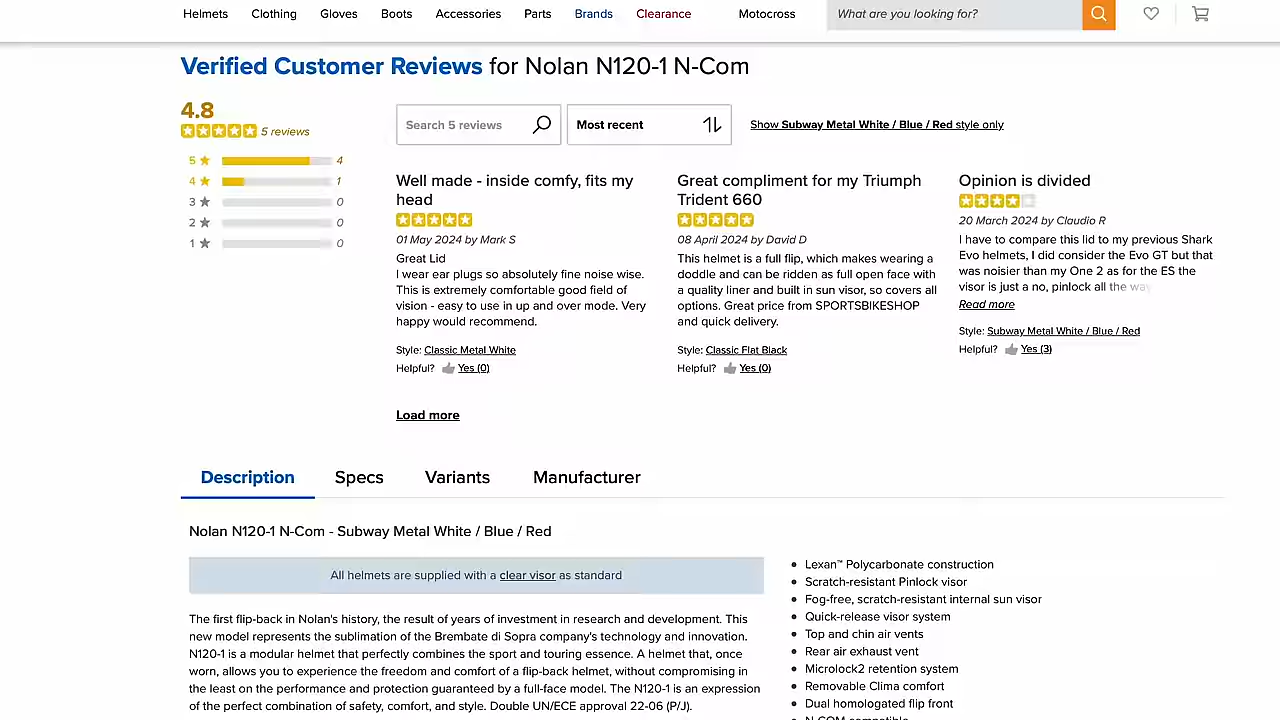 Helmets Clothing Gloves Boots Accessories Parts Brands Clearance Motocross What are you looking for?
Verified Customer Reviews for Nolan N120-1 N-Com
4.8
5 reviews
5 4
4 1
3 0
2 0
1 0
Search 5 reviews
Most recent
Show Subway Metal White / Blue / Red style only
Well made - inside comfy, fits my
head
01 May 2024 by Mark S
Great Lid
I wear ear plugs so absolutely fine noise wise.
This is extremely comfortable good field of
vision - easy to use in up and over mode. Very
happy would recommend.
Style: Classic Metal White
Helpful? Yes (0)
Great compliment for my Triumph
Trident 660
08 April 2024 by David D
This helmet is a full flip, which makes wearing a
doddle and can be ridden as full open face with
a quality liner and built in sun visor, so covers all
options. Great price from SPORTSBIKESHOP
and quick delivery.
Style: Classic Flat Black
Helpful? Yes (0)
Opinion is divided
20 March 2024 by Claudio R
I have to compare this lid to my previous Shark
Evo helmets, I did consider the Evo GT but that
was noisier than my One 2 as for the ES the
visor is just a no, pinlock all the way
Read more
Style: Subway Metal White / Blue / Red
Helpful? Yes (3)
Load more
Description Specs Variants Manufacturer
Nolan N120-1 N-Com - Subway Metal White / Blue / Red
All helmets are supplied with a clear visor as standard
The first flip-back in Nolan's history, the result of years of investment in research and development. This
new model represents the sublimation of the Brembate di Sopra company's technology and innovation.
N120-1 is a modular helmet that perfectly combines the sport and touring essence. A helmet that, once
worn, allows you to experience the freedom and comfort of a flip-back helmet, without compromising in
the least on the performance and protection guaranteed by a full-face model. The N120-1 is an expression
of the perfect combination of safety, comfort, and style. Double UN/ECE approval 22-06 (P/J).
Lexan™ Polycarbonate construction
Scratch-resistant Pinlock visor
Fog-free, scratch-resistant internal sun visor
Quick-release visor system
Top and chin air vents
Rear air exhaust vent
Microlock2 retention system
Removable Clima comfort
Dual homologated flip front
N-COM compatible